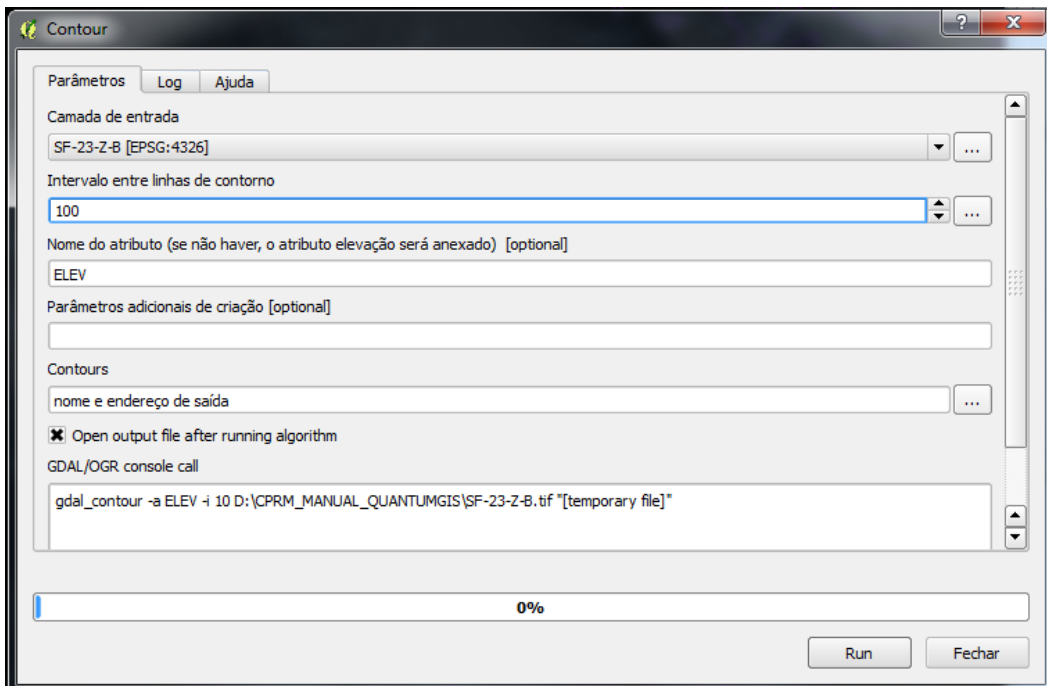 Contour
Parâmetros Log Ajuda
Camada de entrada
SF-23-Z-B [EPSG:4326]
...
Intervalo entre linhas de contorno
100
...
Nome do atributo (se não haver, o atributo elevação será anexado) [optional]
ELEV
Parâmetros adicionais de criação [optional]
Contours
nome e endereço de saída
...
Open output file after running algorithm
GDAL/OGR console call
gdal_contour -a ELEV -i 10 D:\CPRM_MANUAL_QUANTUMGIS\SF-23-Z-B.tif "[temporary file]"
0%
Run Fechar